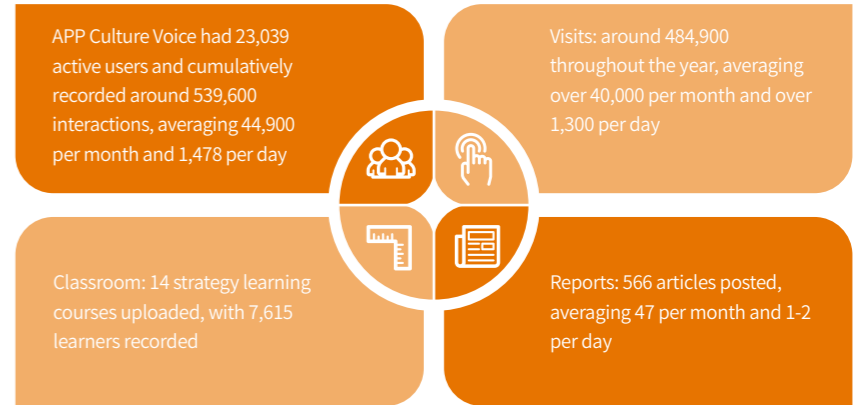 APP Culture Voice had 23,039
active users and cumulatively
recorded around 539,600
interactions, averaging 44,900
per month and 1,478 per day
Visits: around 484,900
throughout the year, averaging
over 40,000 per month and over
1,300 per day
Classroom: 14 strategy learning
courses uploaded, with 7,615
learners recorded
Reports: 566 articles posted,
averaging 47 per month and 1-2
per day